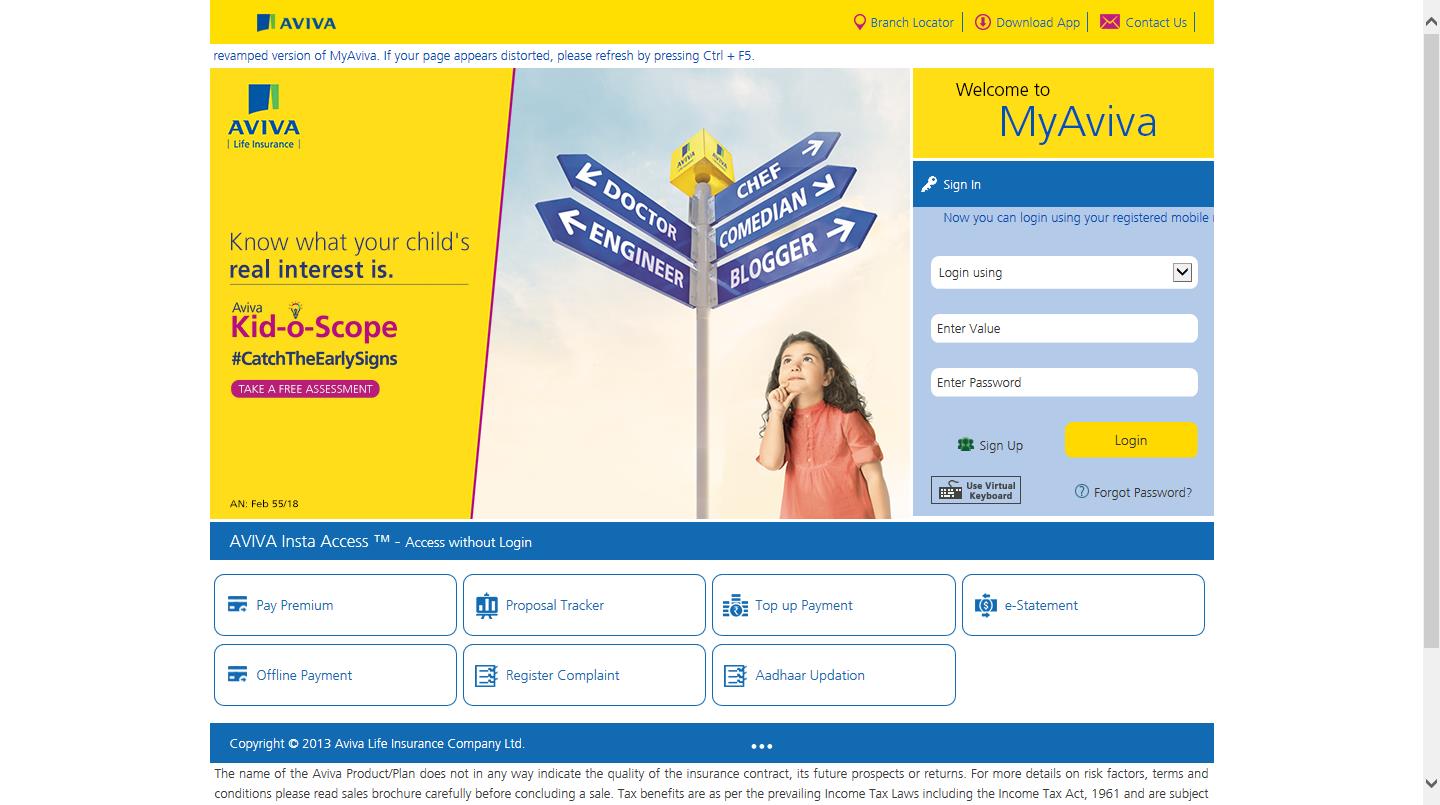 AVIVA
Branch Locator
Download App
Contact Us
revamped version of MyAviva. If your page appears distorted, please refresh by pressing Ctrl + F5.
AVIVA
Life Insurance
Know what your child's
real interest is.
Aviva
Kid-o-Scope
#CatchTheEarlySigns
TAKE A FREE ASSESSMENT
AN: Feb 55/18
AVIVA
DOCTOR
ENGINEER
CHEF
COMEDIAN
BLOGGER
Welcome to
MyAviva
Sign In
Now you can login using your registered mobile
Login using
Enter Value
Enter Password
Sign Up
Login
Use Virtual
Keyboard
Forgot Password?
AVIVA Insta Access ™ - Access without Login
Pay Premium
Proposal Tracker
Top up Payment
e-Statement
Offline Payment
Register Complaint
Aadhaar Updation
Copyright © 2013 Aviva Life Insurance Company Ltd.
The name of the Aviva Product/Plan does not in any way indicate the quality of the insurance contract, its future prospects or returns. For more details on risk factors, terms and
conditions please read sales brochure carefully before concluding a sale. Tax benefits are as per the prevailing Income Tax Laws including the Income Tax Act, 1961 and are subject